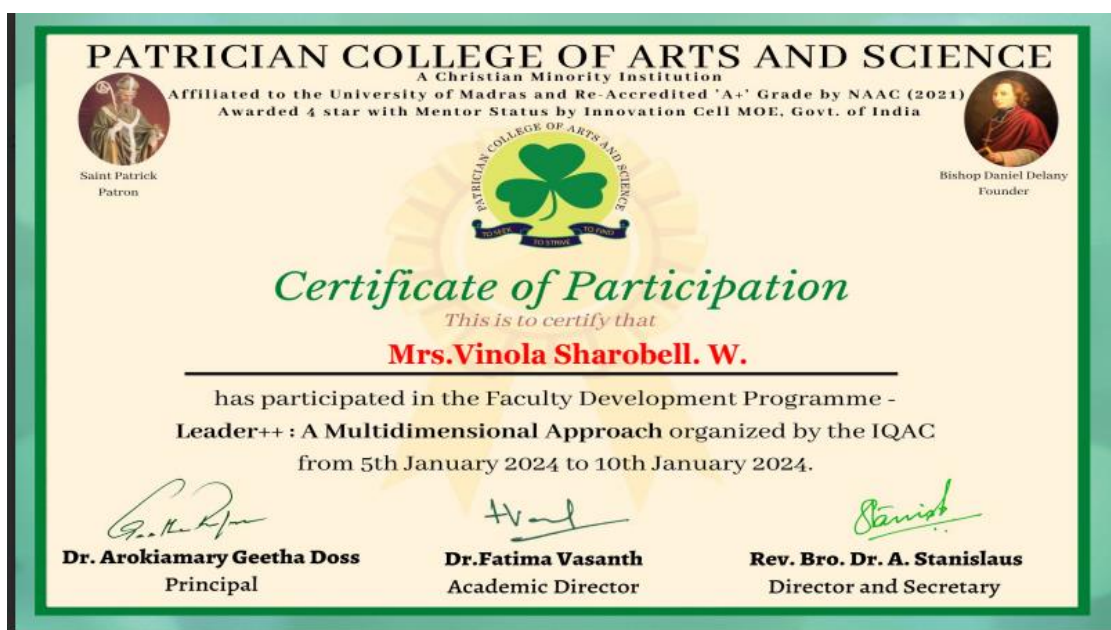 PATRICIAN COLLEGE OF ARTS AND SCIENCE
A Christian Minority Institution
Affiliated to the University of Madras and Re-Accredited 'A+' Grade by NAAC (2021)
Awarded 4 star with Mentor Status by Innovation Cell MOE, Govt. of India
Saint Patrick
Patron
Bishop Daniel Delany
Founder
PATRICIAN COLLEGE OF ARTS AND SCIENCE
TO SEEK
TO STRIVE
TO FIND
Certificate of Participation
This is to certify that
Mrs.Vinola Sharobell. W.
has participated in the Faculty Development Programme -
Leader++ : A Multidimensional Approach organized by the IQAC
from 5th January 2024 to 10th January 2024.
Stanisl
Dr. Arokiamary Geetha Doss
Principal
Dr.Fatima Vasanth
Academic Director
Rev. Bro. Dr. A. Stanislaus
Director and Secretary